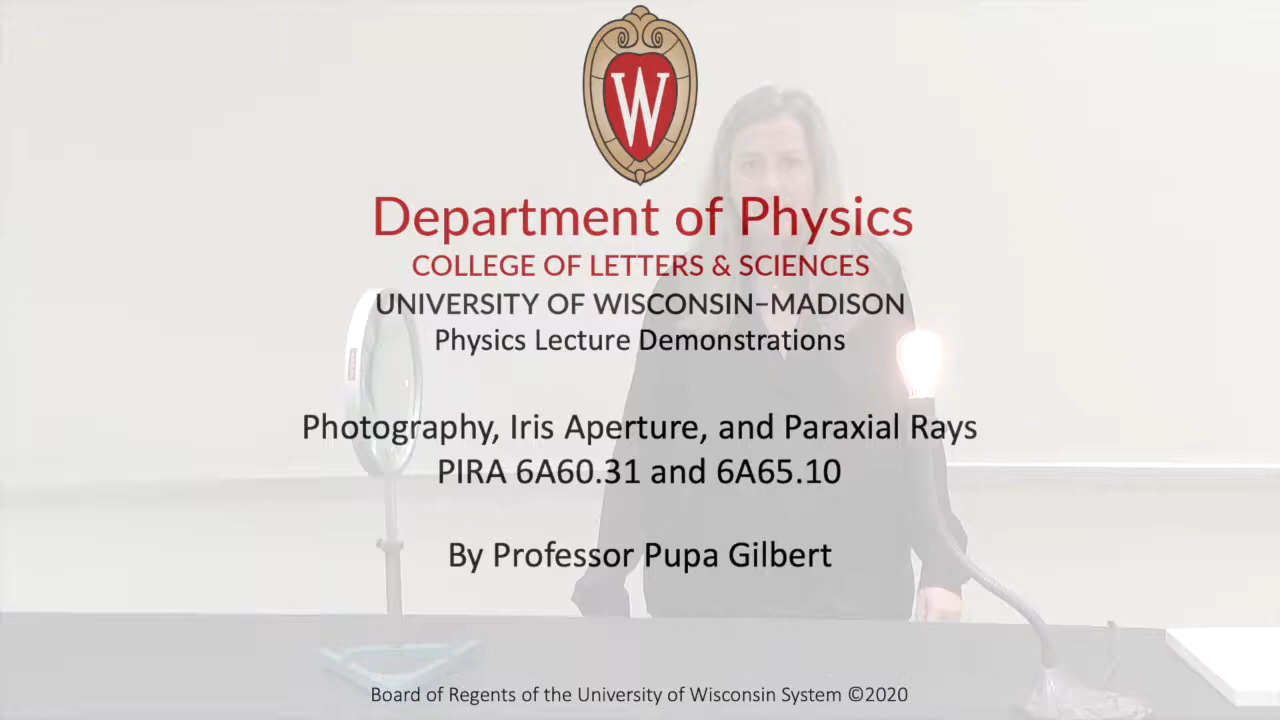 W
Department of Physics
COLLEGE OF LETTERS & SCIENCES
UNIVERSITY OF WISCONSIN–MADISON
Physics Lecture Demonstrations
Photography, Iris Aperture, and Paraxial Rays
PIRA 6A60.31 and 6A65.10
By Professor Pupa Gilbert
Board of Regents of the University of Wisconsin System ©2020